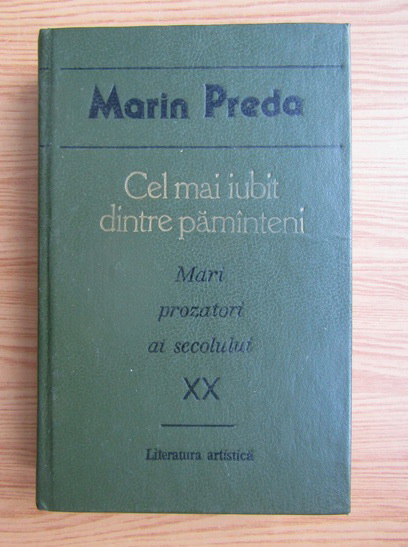 Marin Preda
Cel mai iubit
dintre pămînteni
Mari
prozatori
ai secolului
XX
Literatura artistică